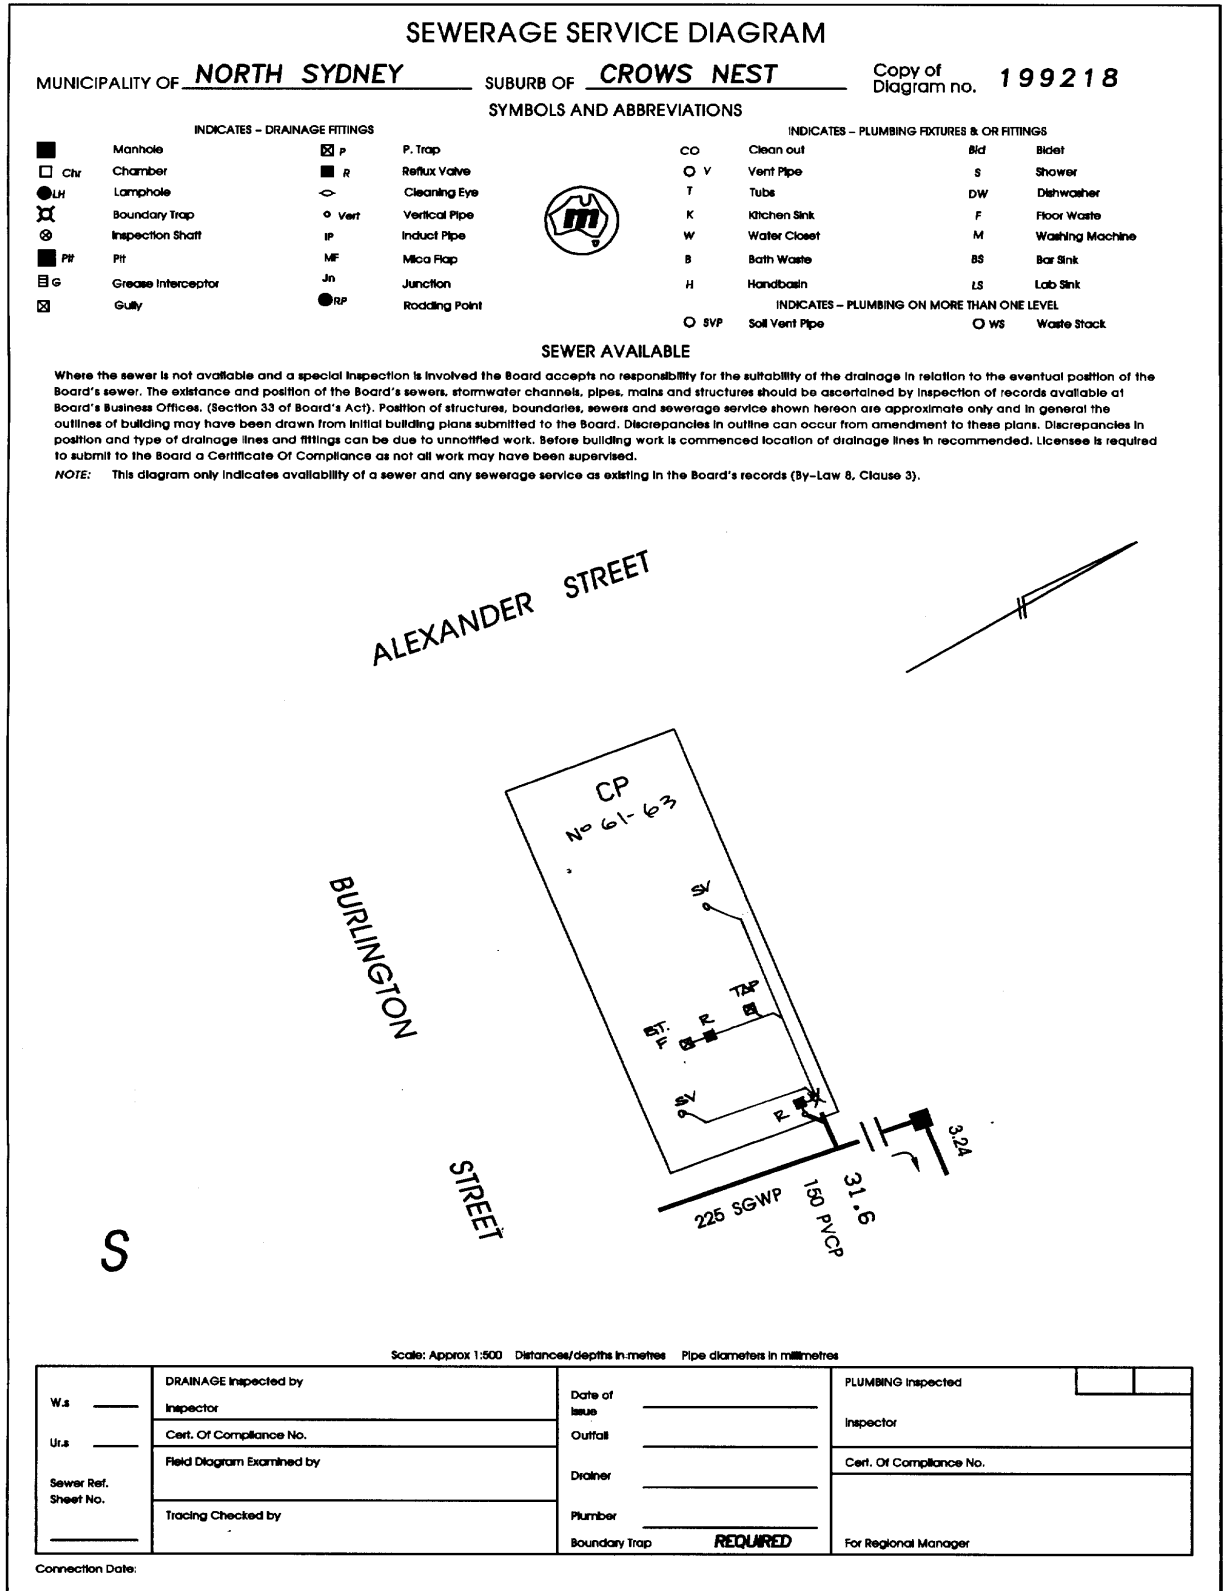 SEWERAGE SERVICE DIAGRAM
MUNICIPALITY OF NORTH SYDNEY SUBURB OF CROWS NEST Copy of Diagram no. 199218
SYMBOLS AND ABBREVIATIONS
INDICATES – DRAINAGE FITTINGS
INDICATES – PLUMBING FIXTURES & OR FITTINGS
Manhole P P. Trap CO Clean out Bid Bidet
Chr Chamber R Reflux Valve V Vent Pipe S Shower
LH Lamphole Cleaning Eye T Tubs DW Dishwasher
Boundary Trap Vert Vertical Pipe K Kitchen Sink F Floor Waste
Inspection Shaft IP Induct Pipe W Water Closet M Washing Machine
Pit Pit MF Mica Flap B Bath Waste BS Bar Sink
G Grease Interceptor Jn Junction H Handbasin LS Lab Sink
Gully RP Rodding Point INDICATES – PLUMBING ON MORE THAN ONE LEVEL
SVP Soil Vent Pipe WS Waste Stack
m
SEWER AVAILABLE
Where the sewer is not available and a special inspection is involved the Board accepts no responsibility for the suitability of the drainage in relation to the eventual position of the
Board's sewer. The existance and position of the Board's sewers, stormwater channels, pipes, mains and structures should be ascertained by inspection of records available at
Board's Business Offices. (Section 33 of Board's Act). Position of structures, boundaries, sewers and sewerage service shown hereon are approximate only and in general the
outlines of building may have been drawn from initial building plans submitted to the Board. Discrepancies in outline can occur from amendment to these plans. Discrepancies in
position and type of drainage lines and fittings can be due to unnotified work. Before building work is commenced location of drainage lines in recommended. Licensee is required
to submit to the Board a Certificate Of Compliance as not all work may have been supervised.
NOTE: This diagram only indicates availability of a sewer and any sewerage service as existing in the Board's records (By–Law 8, Clause 3).
ALEXANDER STREET
CP
Nº 61-63
BURLINGTON STREET
SV
TAP
R
F
SV
R
3.24
31.6
225 SGWP
150 PVCP
S
Scale: Approx 1:500 Distances/depths in metres Pipe diameters in millimetres
W.s
Ur.s
Sewer Ref.
Sheet No.
DRAINAGE Inspected by
Inspector
Cert. Of Compliance No.
Field Diagram Examined by
Tracing Checked by
Date of
Issue
Outfall
Drainer
Plumber
Boundary Trap REQUIRED
PLUMBING Inspected
Inspector
Cert. Of Compliance No.
For Regional Manager
Connection Date: